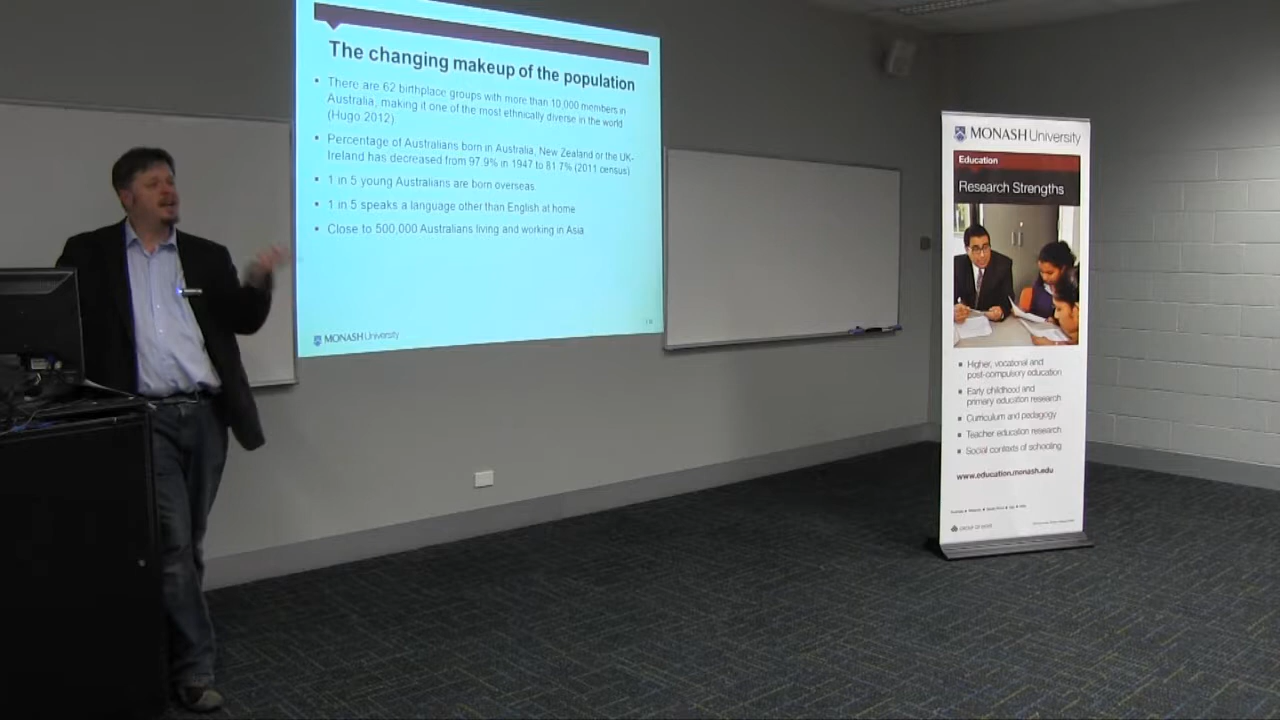 The changing makeup of the population
• There are 62 birthplace groups with more than 10,000 members in
Australia, making it one of the most ethnically diverse in the world
(Hugo 2012)
• Percentage of Australians born in Australia, New Zealand or the UK-
Ireland has decreased from 97.9% in 1947 to 81.7% (2011 census)
• 1 in 5 young Australians are born overseas
• 1 in 5 speaks a language other than English at home
• Close to 500,000 Australians living and working in Asia
MONASH University
MONASH University
Education
Research Strengths
▪ Higher, vocational and
post-compulsory education
▪ Early childhood and
primary education research
▪ Curriculum and pedagogy
▪ Teacher education research
▪ Social contexts of schooling
www.education.monash.edu